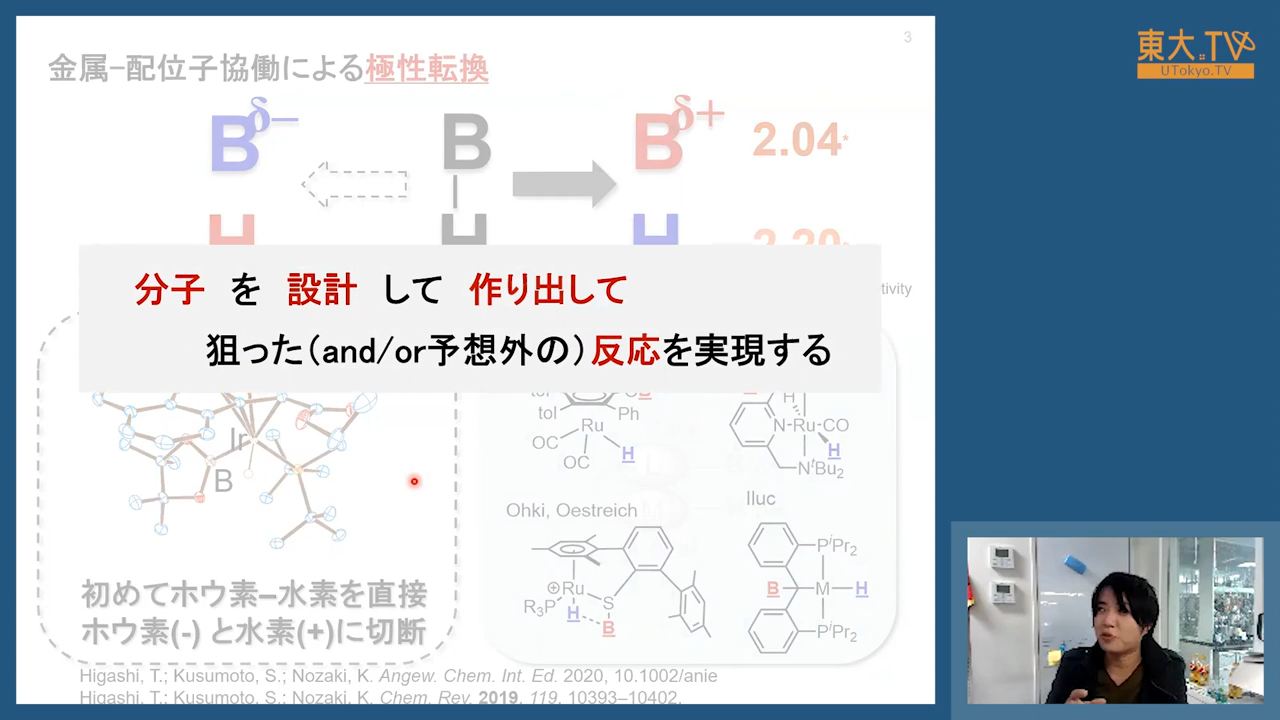 3
金属–配位子協働による極性転換
Bδ– B Bδ+ 2.04*
H H H 2.20*
tivity
分子 を 設計 して 作り出して
狙った（and/or予想外の）反応を実現する
Ir
B
tol
tol Ph
Ru
OC H
OC
H
N-Ru-CO
H
NtBu2
Ohki, Oestreich
Iluc
⊕Ru
R3P S
H
B
PiPr2
B M H
PiPr2
初めてホウ素–水素を直接
ホウ素(-) と水素(+)に切断
Higashi, T.; Kusumoto, S.; Nozaki, K. Angew. Chem. Int. Ed. 2020, 10.1002/anie
Higashi, T.; Kusumoto, S.; Nozaki, K. Chem. Rev. 2019, 119, 10393–10402.
東大TV
UTokyo.TV